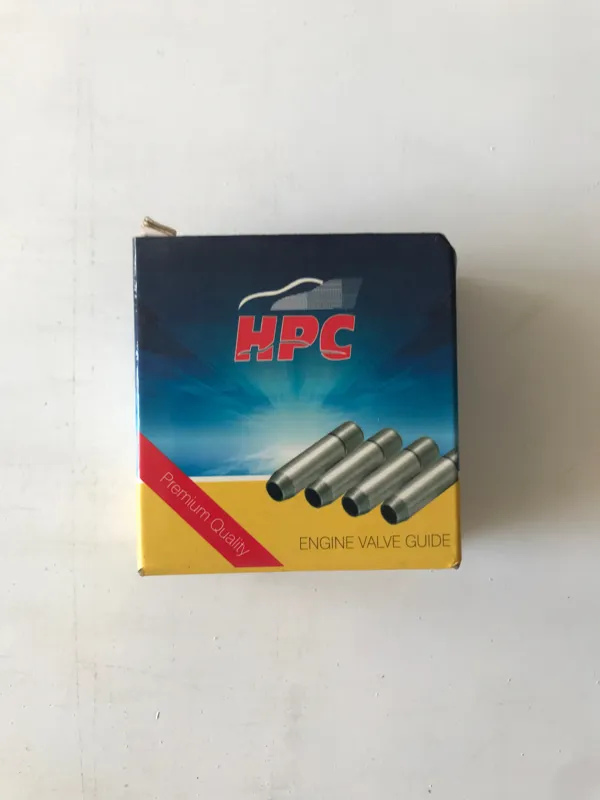 HPC
Premium Quality
ENGINE VALVE GUIDE